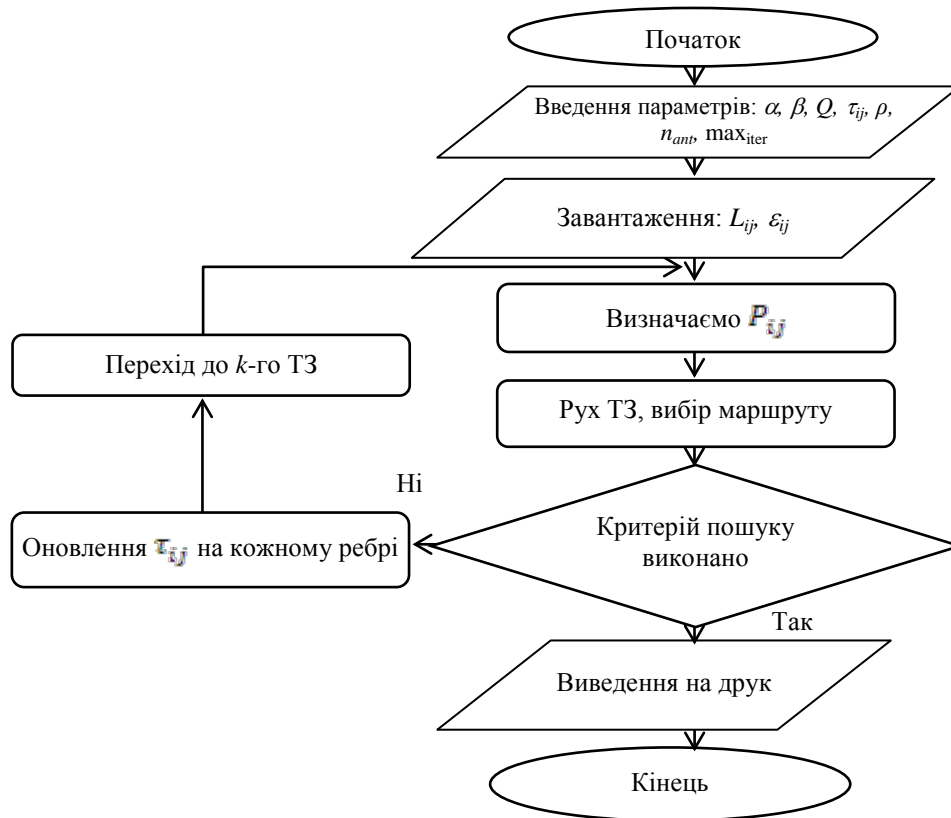 Початок
Введення параметрів: α, β, Q, τij, ρ,
nant, maxiter
Завантаження: Lij, εij
Визначаємо Pij
Перехід до k-го ТЗ
Рух ТЗ, вибір маршруту
Ні
Критерій пошуку
виконано
Оновлення τij на кожному ребрі
Так
Виведення на друк
Кінець